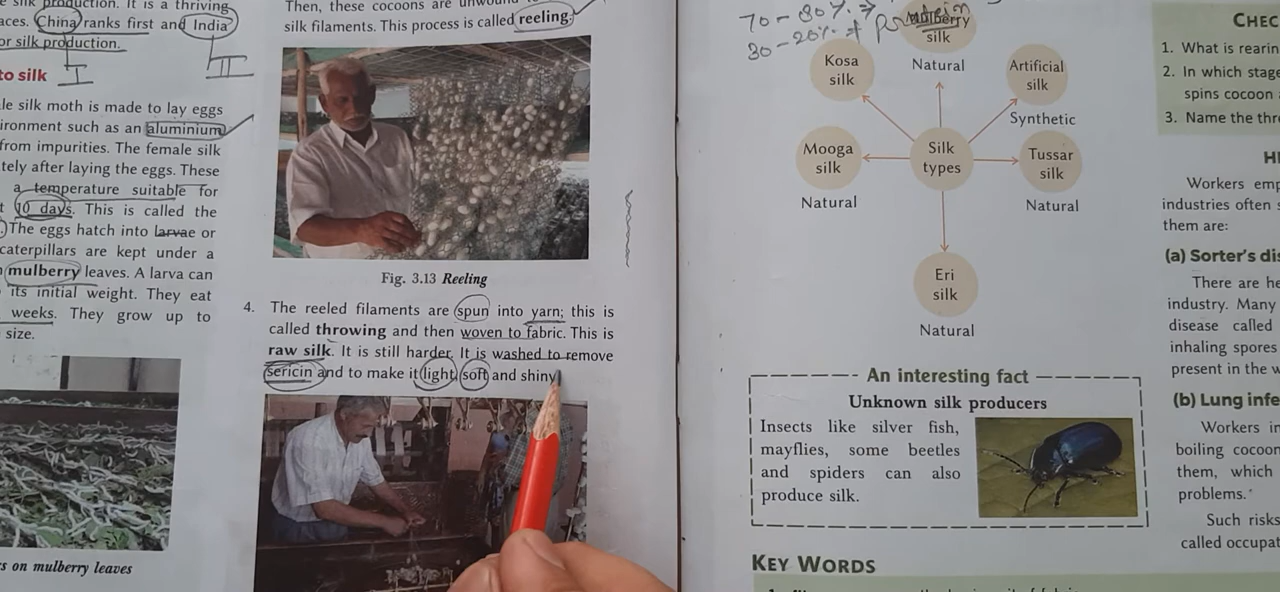 production. It is a thriving
aces. China ranks first and India
or silk production.
I
II
to silk
le silk moth is made to lay eggs
ironment such as an aluminium
from impurities. The female silk
tely after laying the eggs. These
a temperature suitable for
t 10 days. This is called the
The eggs hatch into larvae or
caterpillars are kept under a
mulberry leaves. A larva can
its initial weight. They eat
weeks. They grow up to
size.
s on mulberry leaves
Then, these cocoons are unwound
silk filaments. This process is called reeling.
Fig. 3.13 Reeling
4. The reeled filaments are spun into yarn; this is
called throwing and then woven to fabric. This is
raw silk. It is still harder. It is washed to remove
sericin and to make it light, soft and shiny
70-80% → protein
30-20%
Mulberry
silk
Natural
Kosa
silk
Artificial
silk
Synthetic
Mooga
silk
Natural
Silk
types
Tussar
silk
Natural
Eri
silk
Natural
An interesting fact
Unknown silk producers
Insects like silver fish,
mayflies, some beetles
and spiders can also
produce silk.
KEY WORDS
CHEC
1. What is rearin
2. In which stage
spins cocoon
3. Name the thr
H
Workers emp
industries often s
them are:
(a) Sorter's dis
There are he
industry. Many
disease called
inhaling spores
present in the w
(b) Lung infe
Workers in
boiling cocoon
them, which
problems.
Such risks
called occupat